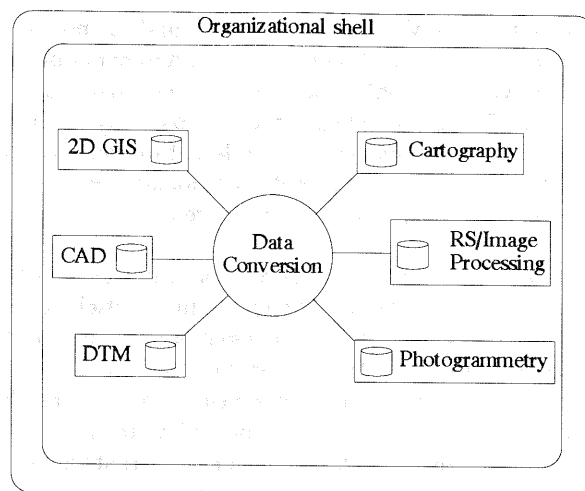 Organizational shell
2D GIS
Cartography
Data
Conversion
CAD
RS/Image
Processing
DTM
Photogrammetry